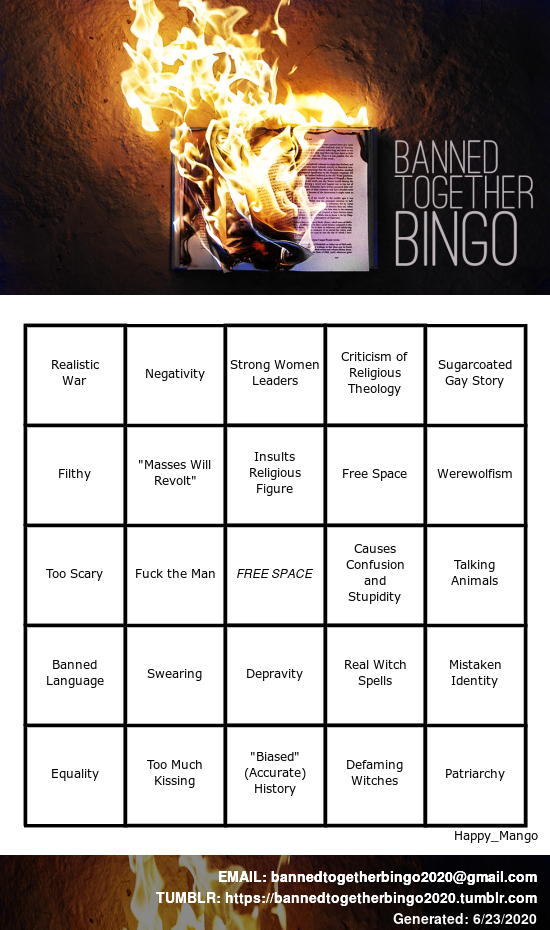 BANNED
TOGETHER
BINGO
Realistic
War
Negativity
Strong Women
Leaders
Criticism of
Religious
Theology
Sugarcoated
Gay Story
Filthy
"Masses Will
Revolt"
Insults
Religious
Figure
Free Space
Werewolfism
Too Scary
Fuck the Man
FREE SPACE
Causes
Confusion
and
Stupidity
Talking
Animals
Banned
Language
Swearing
Depravity
Real Witch
Spells
Mistaken
Identity
Equality
Too Much
Kissing
"Biased"
(Accurate)
History
Defaming
Witches
Patriarchy
Happy_Mango
EMAIL: bannedtogetherbingo2020@gmail.com
TUMBLR: https://bannedtogetherbingo2020.tumblr.com
Generated: 6/23/2020